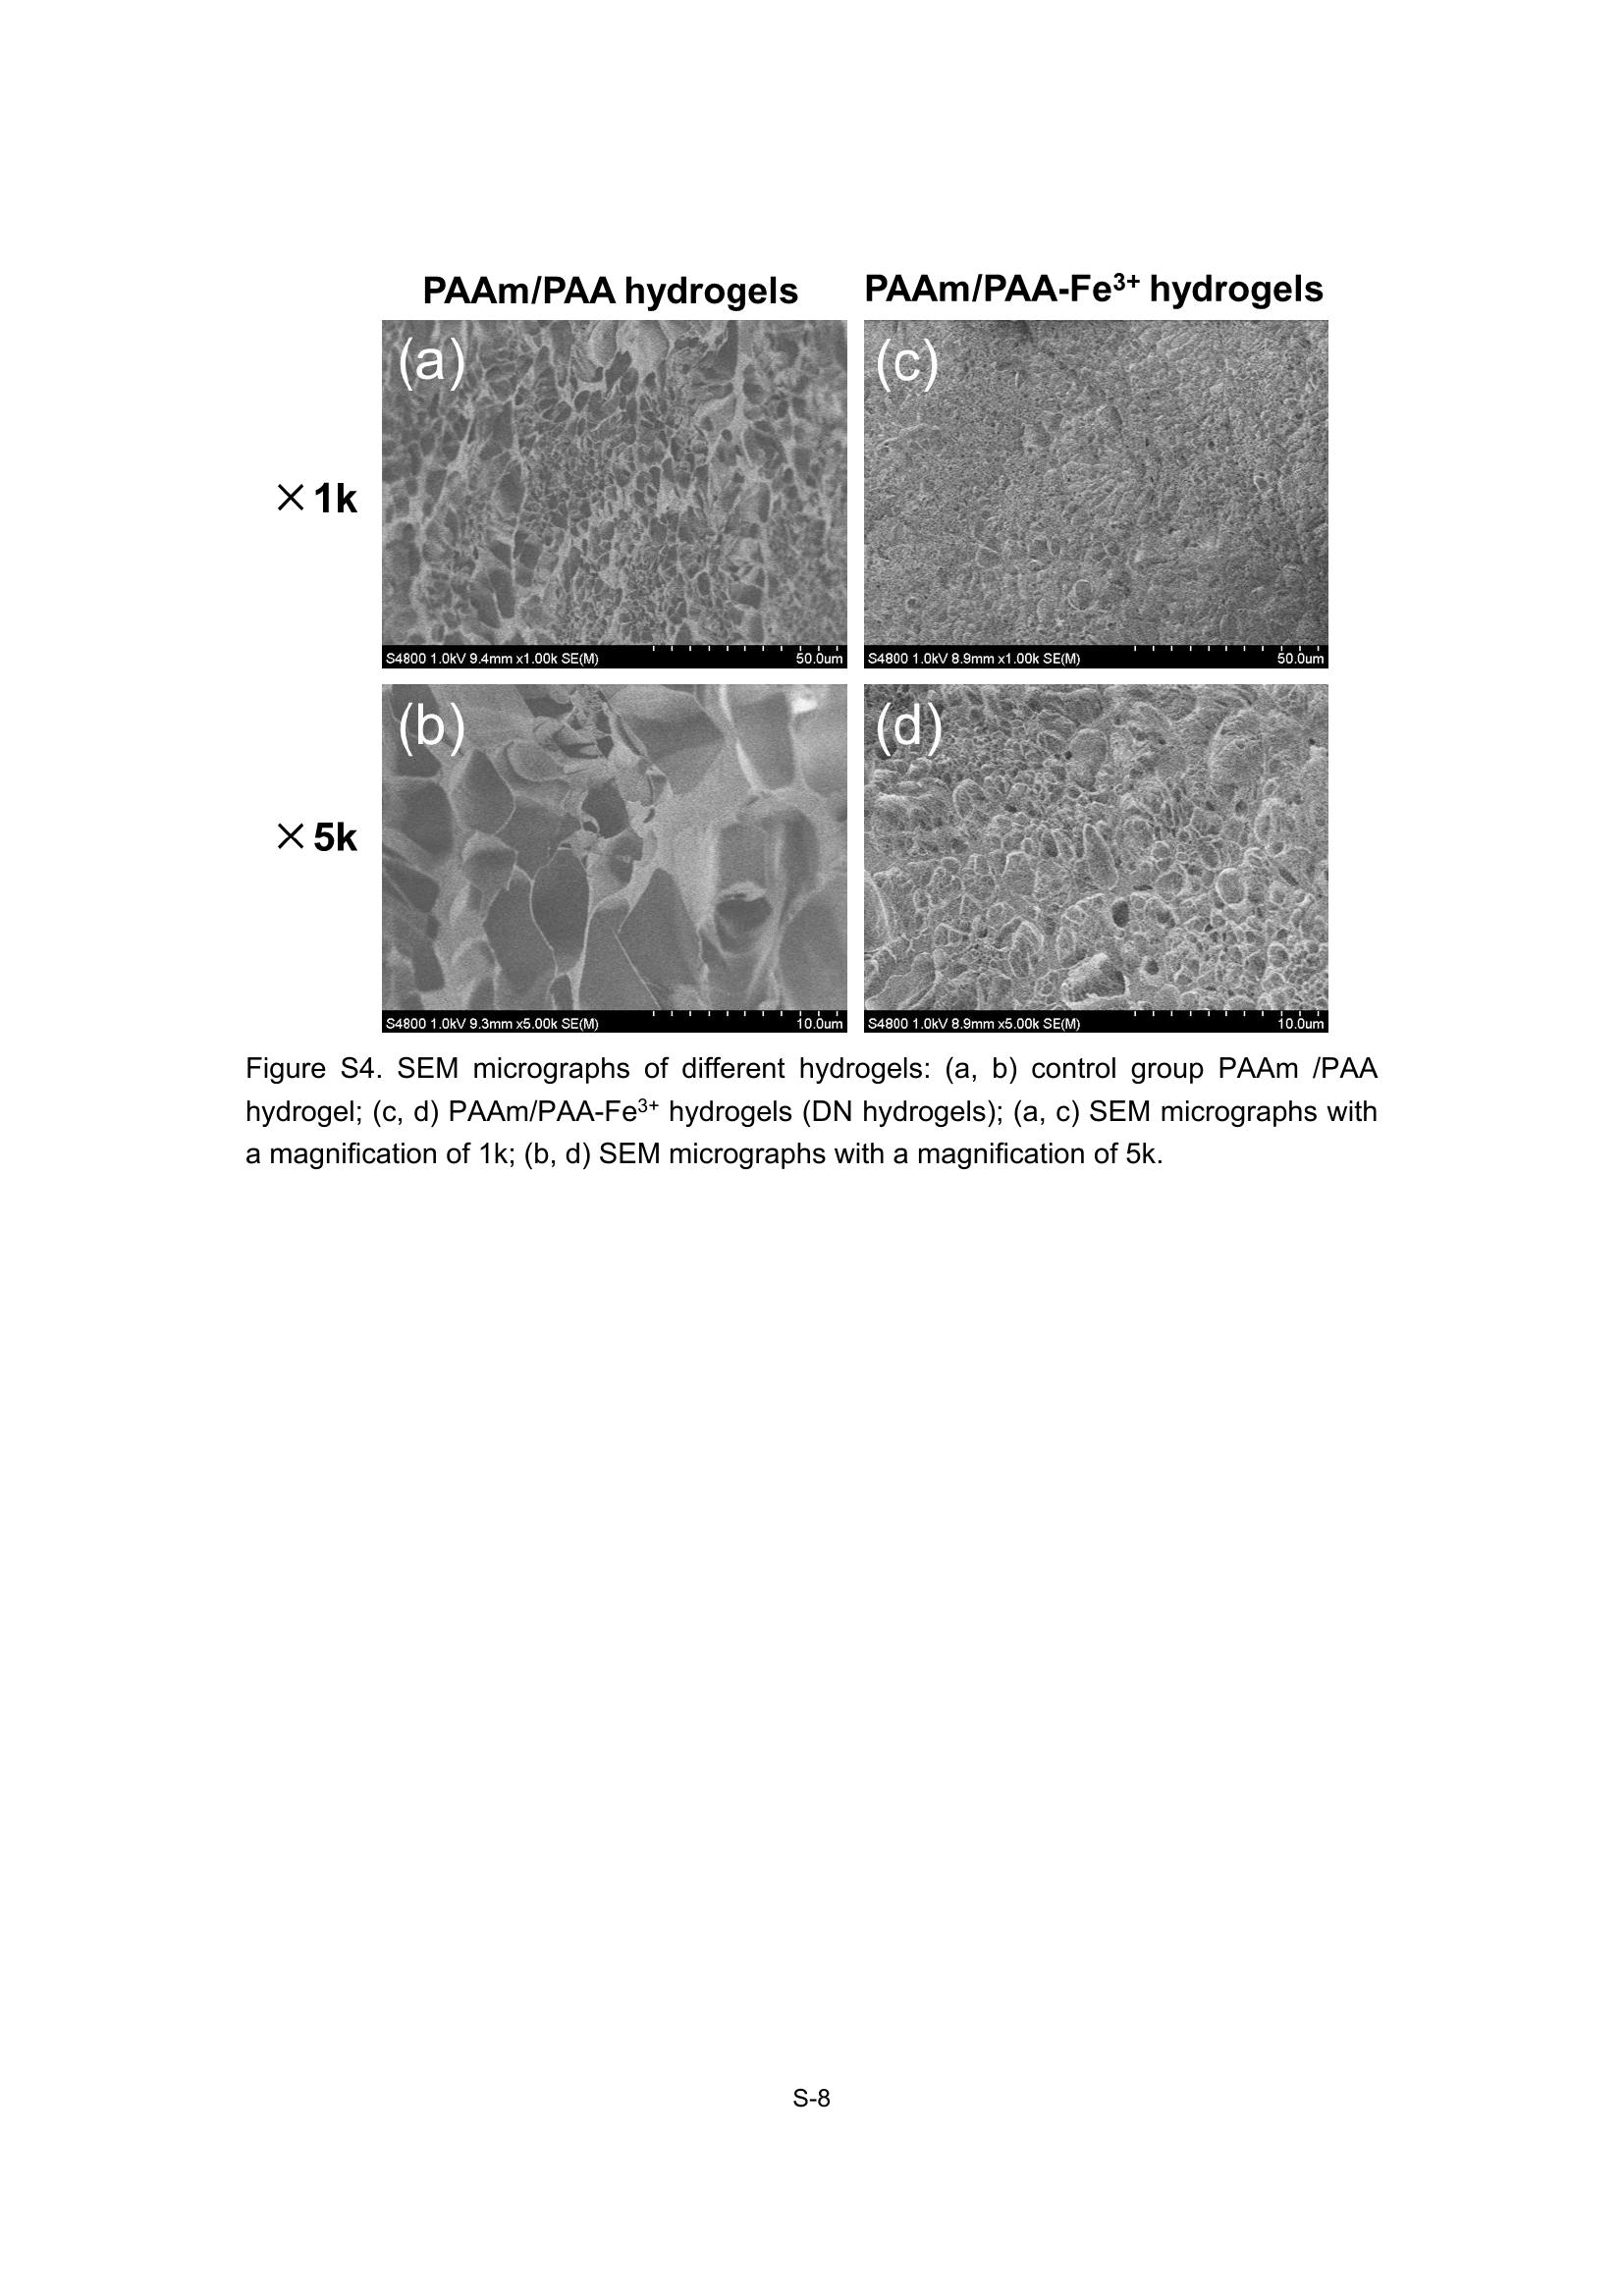 PAAm/PAA hydrogels
PAAm/PAA-Fe³⁺ hydrogels
(a)
(c)
×1k
S4800 1.0kV 9.4mm x1.00k SE(M) 50.0um
S4800 1.0kV 8.9mm x1.00k SE(M) 50.0um
(b)
(d)
×5k
S4800 1.0kV 9.3mm x5.00k SE(M) 10.0um
S4800 1.0kV 8.9mm x5.00k SE(M) 10.0um
Figure S4. SEM micrographs of different hydrogels: (a, b) control group PAAm /PAA
hydrogel; (c, d) PAAm/PAA-Fe³⁺ hydrogels (DN hydrogels); (a, c) SEM micrographs with
a magnification of 1k; (b, d) SEM micrographs with a magnification of 5k.
S-8